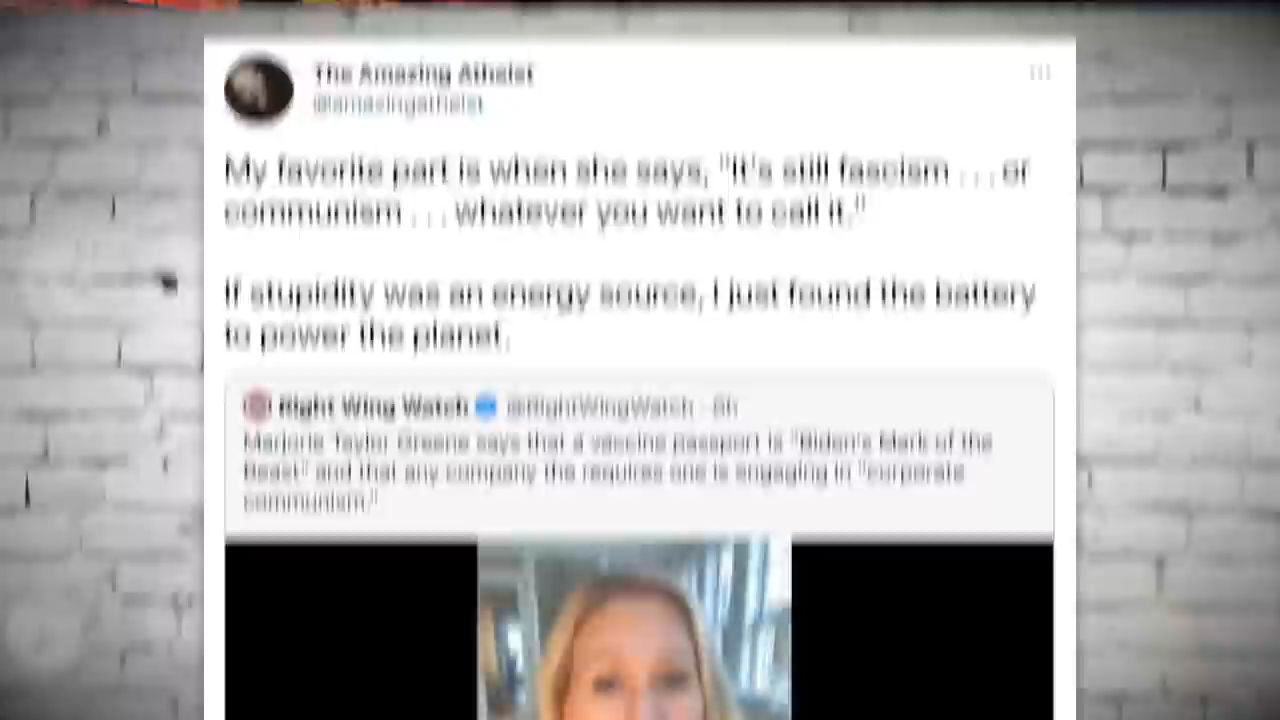 The Amazing Atheist
@amazingatheist
My favorite part is when she says, "It's still fascism . . . or
communism . . . whatever you want to call it."
If stupidity was an energy source, I just found the battery
to power the planet.
Right Wing Watch @RightWingWatch · 6h
Marjorie Taylor Greene says that a vaccine passport is "Biden's Mark of the
Beast" and that any company the requires one is engaging in "corporate
communism."